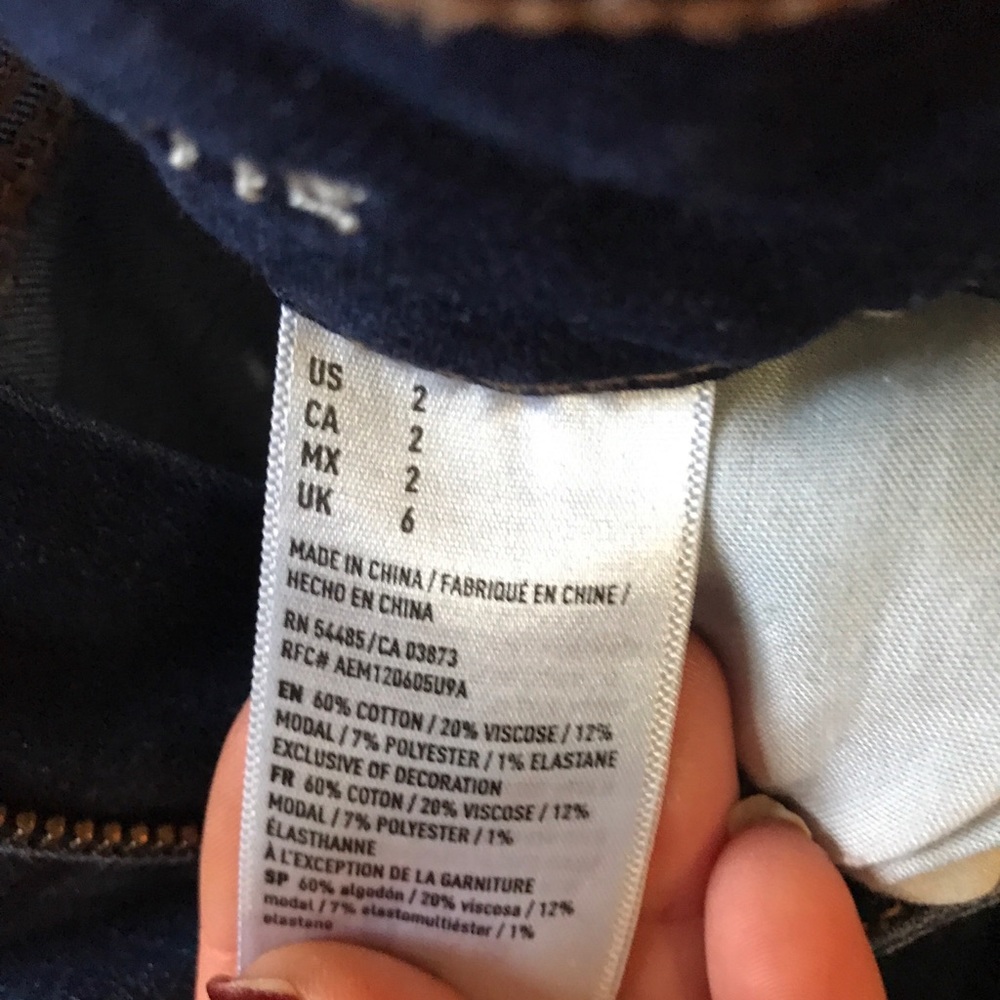 US 2
CA 2
MX 2
UK 6
MADE IN CHINA / FABRIQUÉ EN CHINE /
HECHO EN CHINA
RN 54485/CA 03873
RFC# AEM120605U9A
EN 60% COTTON / 20% VISCOSE / 12%
MODAL / 7% POLYESTER / 1% ELASTANE
EXCLUSIVE OF DECORATION
FR 60% COTON / 20% VISCOSE / 12%
MODAL / 7% POLYESTER / 1%
ÉLASTHANNE
À L'EXCEPTION DE LA GARNITURE
SP 60% algodón / 20% viscosa / 12%
modal / 7% elastomultiéster / 1%
elastano